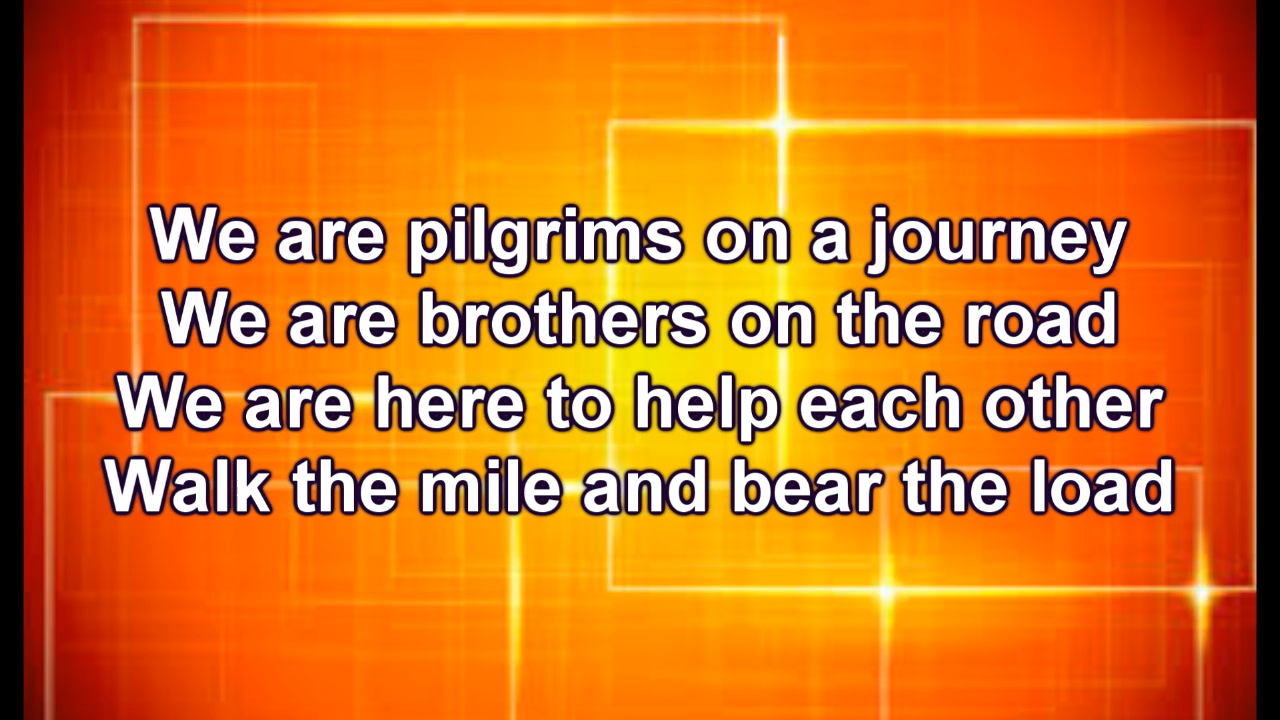 We are pilgrims on a journey
We are brothers on the road
We are here to help each other
Walk the mile and bear the load